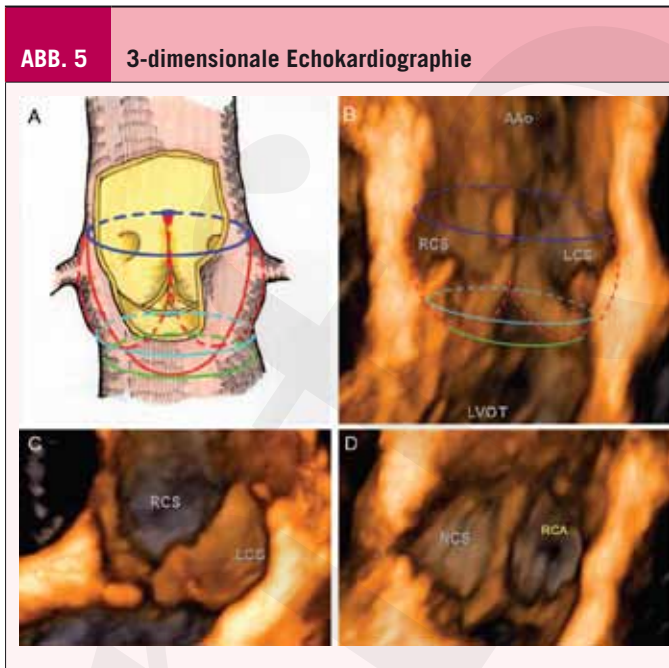 ABB. 5
3-dimensionale Echokardiographie
A
B
AAo
RCS
LCS
LVOT
C
RCS
LCS
D
NCS
RCA